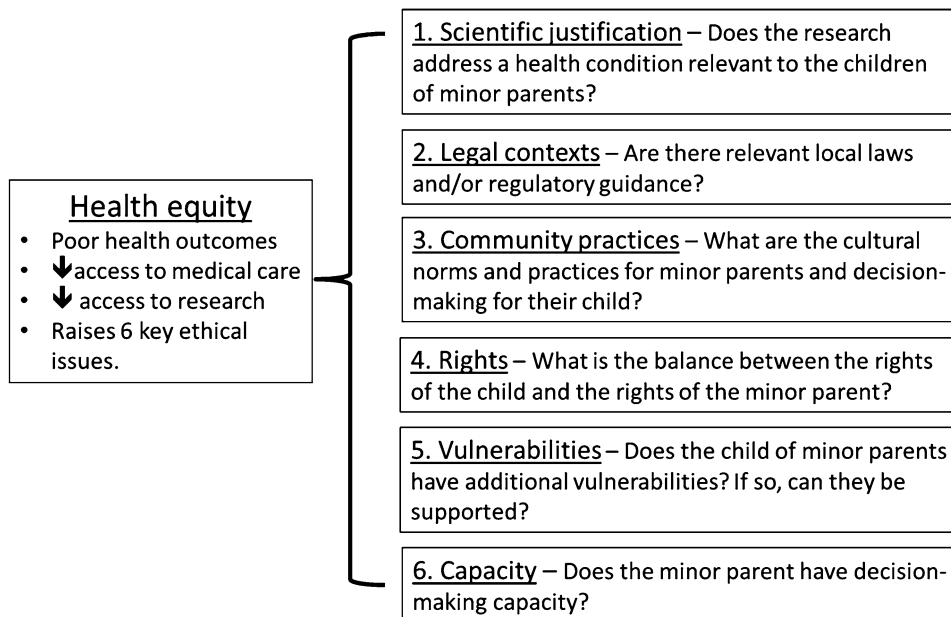 Health equity
• Poor health outcomes
• 🡇access to medical care
• 🡇 access to research
• Raises 6 key ethical
issues.
1. Scientific justification – Does the research
address a health condition relevant to the children
of minor parents?
2. Legal contexts – Are there relevant local laws
and/or regulatory guidance?
3. Community practices – What are the cultural
norms and practices for minor parents and decision-
making for their child?
4. Rights – What is the balance between the rights
of the child and the rights of the minor parent?
5. Vulnerabilities – Does the child of minor parents
have additional vulnerabilities? If so, can they be
supported?
6. Capacity – Does the minor parent have decision-
making capacity?